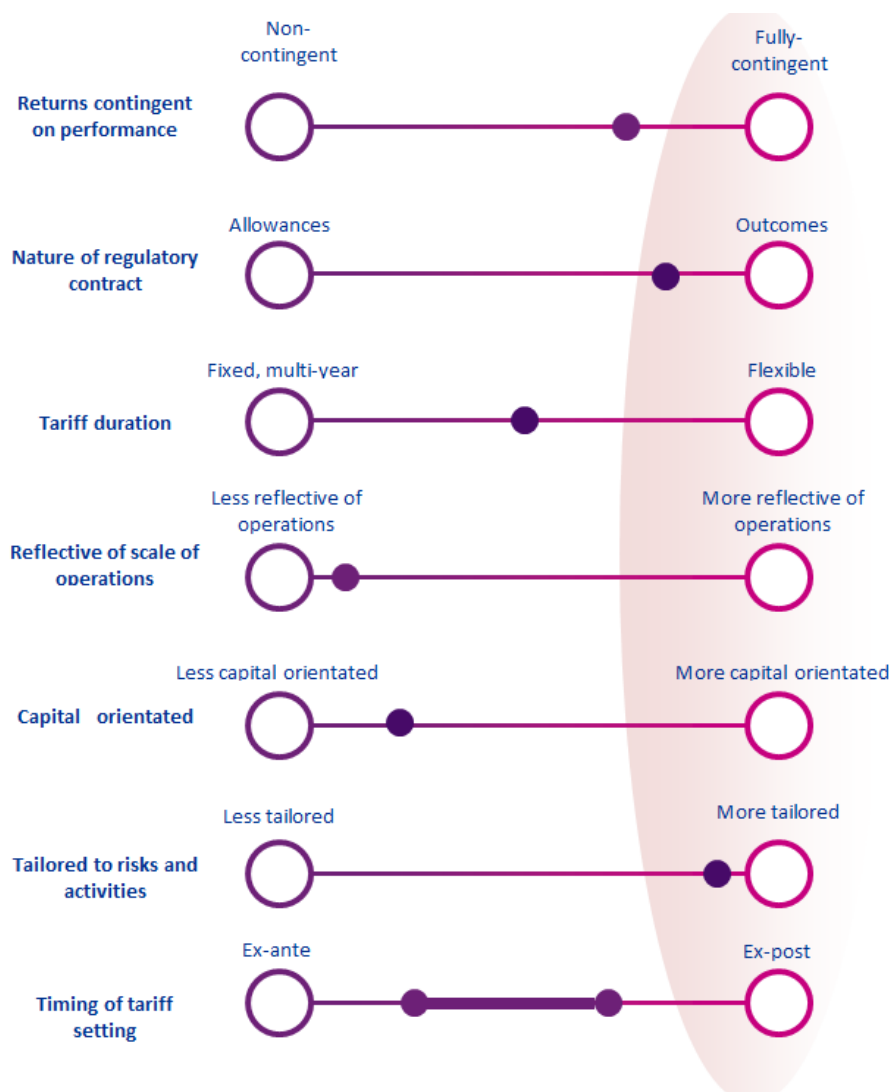 Non-
contingent
Fully-
contingent
Returns contingent
on performance
Allowances
Outcomes
Nature of regulatory
contract
Fixed, multi-year
Flexible
Tariff duration
Less reflective of
operations
More reflective of
operations
Reflective of scale of
operations
Less capital orientated
More capital orientated
Capital orientated
Less tailored
More tailored
Tailored to risks and
activities
Ex-ante
Ex-post
Timing of tariff
setting